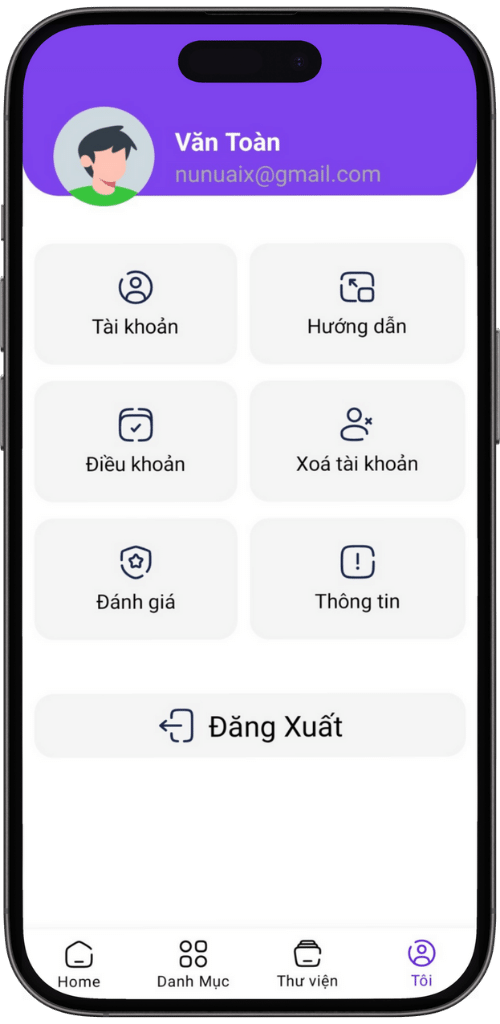 Văn Toàn
nunuaix@gmail.com
Tài khoản
Hướng dẫn
Điều khoản
Xoá tài khoản
Đánh giá
Thông tin
Đăng Xuất
Home
Danh Mục
Thư viện
Tôi